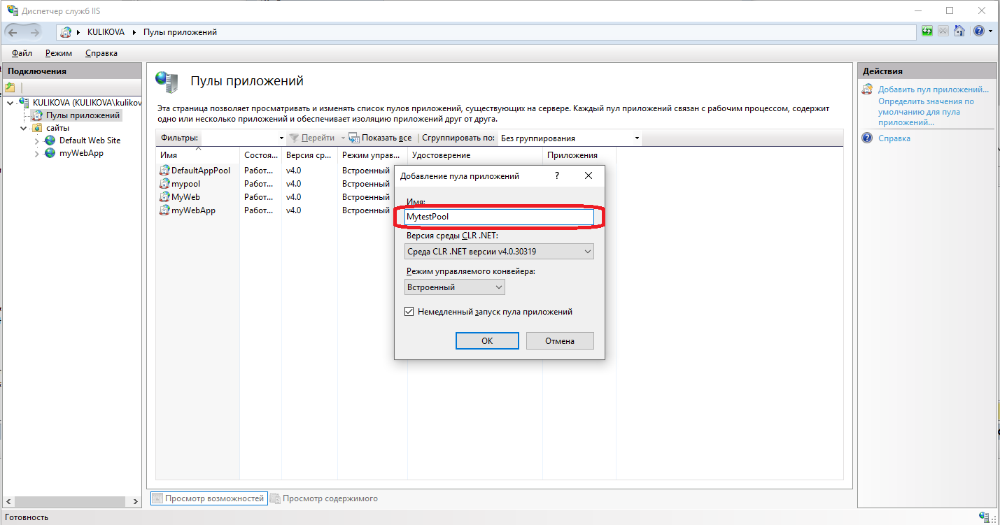 Диспетчер служб IIS
KULIKOVA
Пулы приложений
Файл Режим Справка
Подключения
KULIKOVA (KULIKOVA\kulikov
Пулы приложений
сайты
Default Web Site
myWebApp
Пулы приложений
Эта страница позволяет просматривать и изменять список пулов приложений, существующих на сервере. Каждый пул приложений связан с рабочим процессом, содержит
одно или несколько приложений и обеспечивает изоляцию приложений друг от друга.
Фильтры: Перейти Показать все Сгруппировать по: Без группирования
Имя Состоя... Версия ср... Режим управ... Удостоверение Приложения
DefaultAppPool Работ... v4.0 Встроенный
mypool Работ... v4.0 Встроенный
MyWeb Работ... v4.0 Встроенный
myWebApp Работ... v4.0 Встроенный
Добавление пула приложений ?
Имя:
MytestPool
Версия среды CLR .NET:
Среда CLR .NET версии v4.0.30319
Режим управляемого конвейера:
Встроенный
Немедленный запуск пула приложений
ОК Отмена
Просмотр возможностей Просмотр содержимого
Действия
Добавить пул приложений...
Определить значения по
умолчанию для пула
приложений...
Справка
Готовность